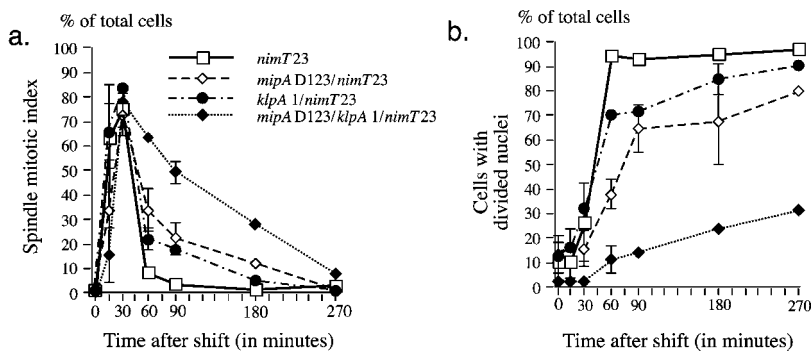 % of total cells
a.
Spindle mitotic index
100
90
80
70
60
50
40
30
20
10
0
0 30 60 90 180 270
Time after shift (in minutes)
nimT23
mipA D123/nimT23
klpA 1/nimT23
mipA D123/klpA 1/nimT23
% of total cells
b.
Cells with
divided nuclei
100
90
80
70
60
50
40
30
20
10
0
0 30 60 90 180 270
Time after shift (in minutes)